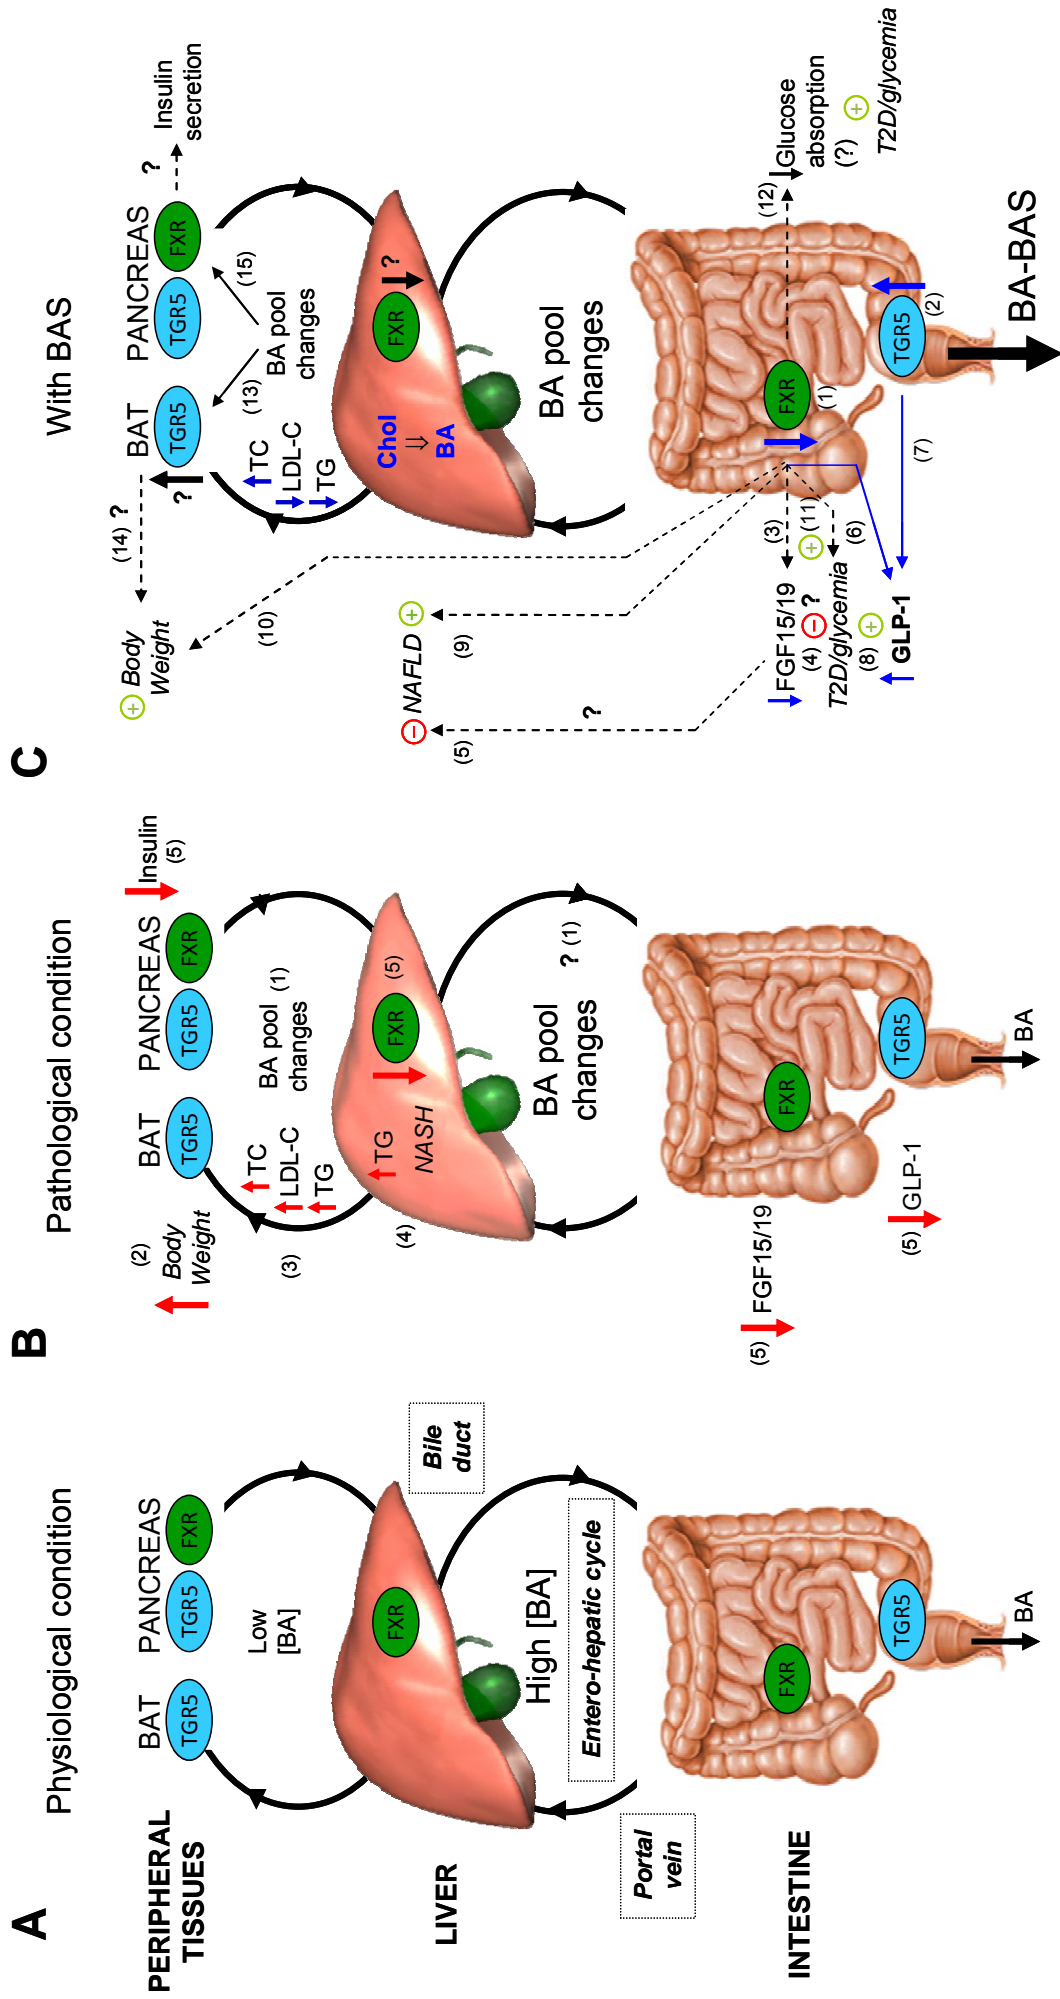 A
Physiological condition
PERIPHERAL
TISSUES
BAT
PANCREAS
TGR5
TGR5
FXR
Low
[BA]
LIVER
FXR
Bile
duct
High [BA]
Entero-hepatic cycle
Portal
vein
INTESTINE
FXR
TGR5
BA
B
Pathological condition
(2)
Body
Weight
BAT
PANCREAS
TGR5
TGR5
FXR
Insulin
(5)
TC
LDL-C
TG
(3)
BA pool
changes
(1)
(4)
TG
NASH
FXR
(5)
BA pool
changes
? (1)
FGF15/19
(5)
FXR
TGR5
GLP-1
(5)
BA
C
With BAS
BAT
PANCREAS
TGR5
TGR5
FXR
?
Insulin
secretion
(14) ?
?
+
Body
Weight
(13)
(15)
BA pool
changes
TC
LDL-C
TG
(10)
FXR
?
Chol
⇓
BA
− NAFLD +
(5)
(9)
?
BA pool
changes
FXR
(1)
(3)
FGF15/19
(4) − ?
+ (11)
T2D/glycemia
(6)
(8) +
GLP-1
(7)
TGR5
(2)
(12)
Glucose
absorption
(?) +
T2D/glycemia
BA-BAS